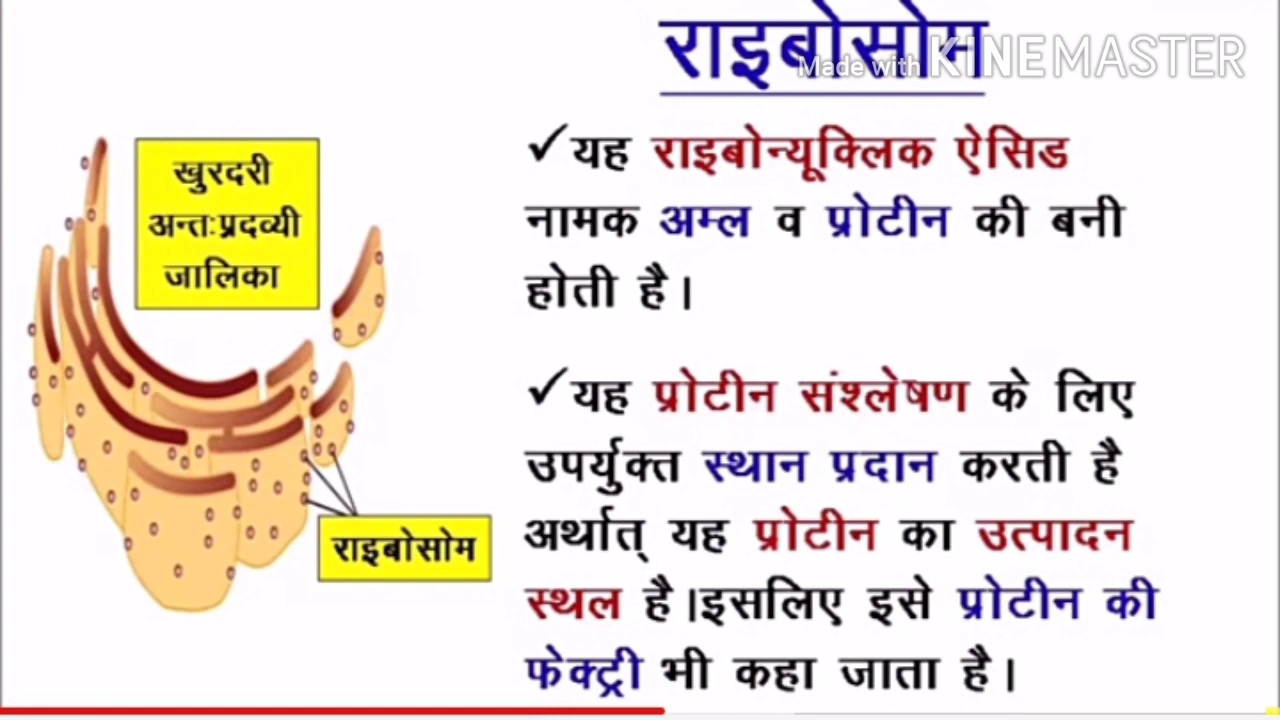 राइबोसोम
Made with KINEMASTER
खुरदरी
अन्तःप्रदव्यी
जालिका
राइबोसोम
✓यह राइबोन्यूक्लिक ऐसिड
नामक अम्ल व प्रोटीन की बनी
होती है।
✓यह प्रोटीन संश्लेषण के लिए
उपर्युक्त स्थान प्रदान करती है
अर्थात् यह प्रोटीन का उत्पादन
स्थल है।इसलिए इसे प्रोटीन की
फेक्ट्री भी कहा जाता है।